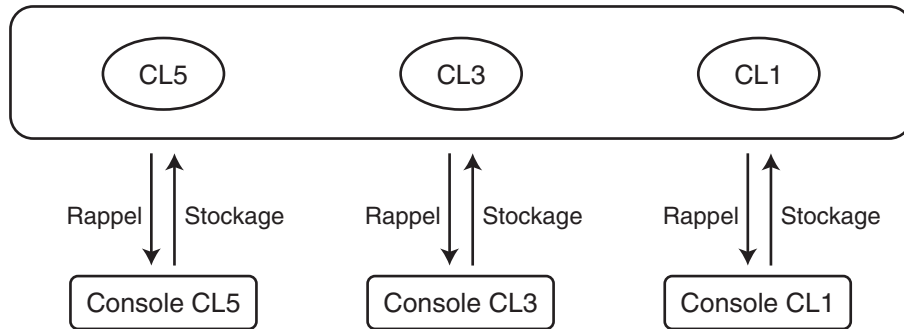 CL5 CL3 CL1
Rappel Stockage Rappel Stockage Rappel Stockage
Console CL5 Console CL3 Console CL1